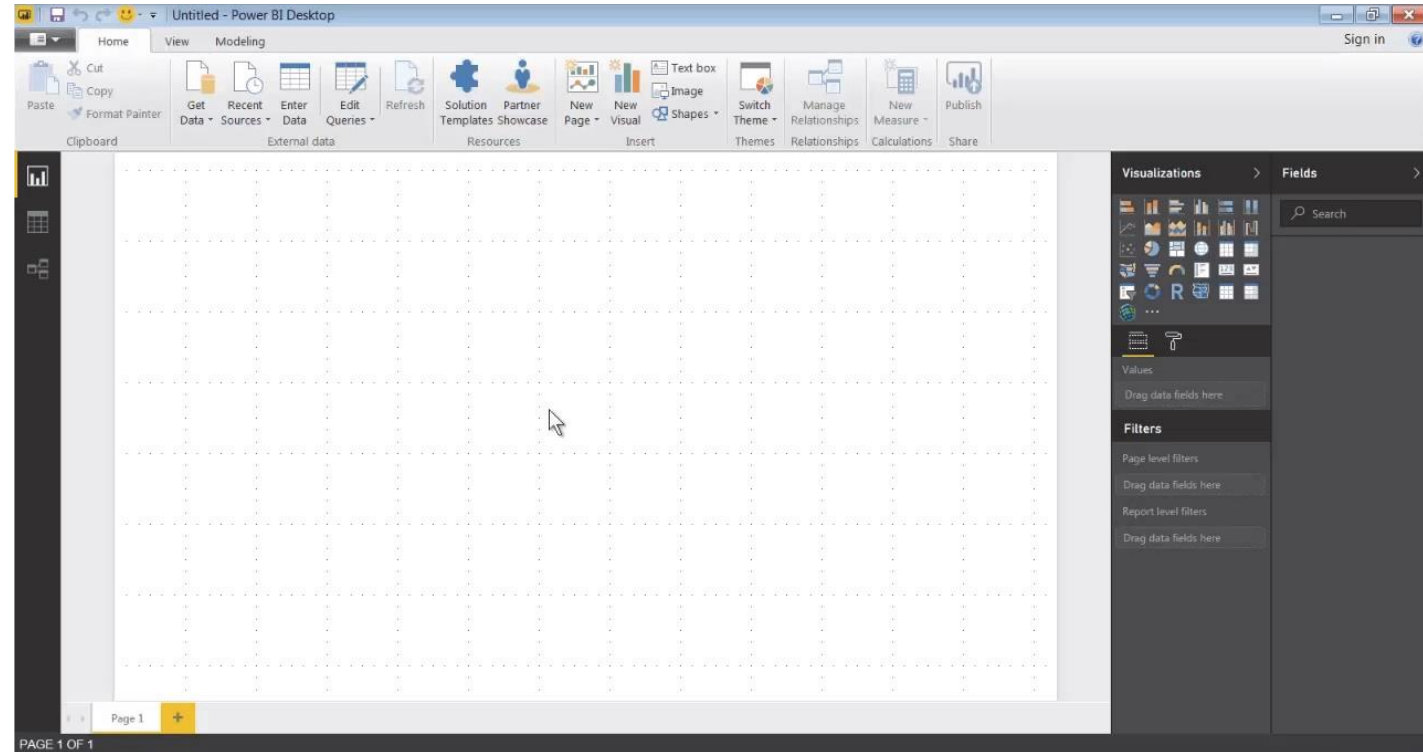 Untitled - Power BI Desktop
Home View Modeling Sign in
Paste
Cut
Copy
Format Painter
Clipboard
Get Data
Recent Sources
Enter Data
Edit Queries
Refresh
External data
Solution Templates
Partner Showcase
Resources
New Page
New Visual
Text box
Image
Shapes
Insert
Switch Theme
Themes
Manage Relationships
Relationships
New Measure
Calculations
Publish
Share
Visualizations
Fields
Search
R
123
Values
Drag data fields here
Filters
Page level filters
Drag data fields here
Report level filters
Drag data fields here
Page 1
PAGE 1 OF 1